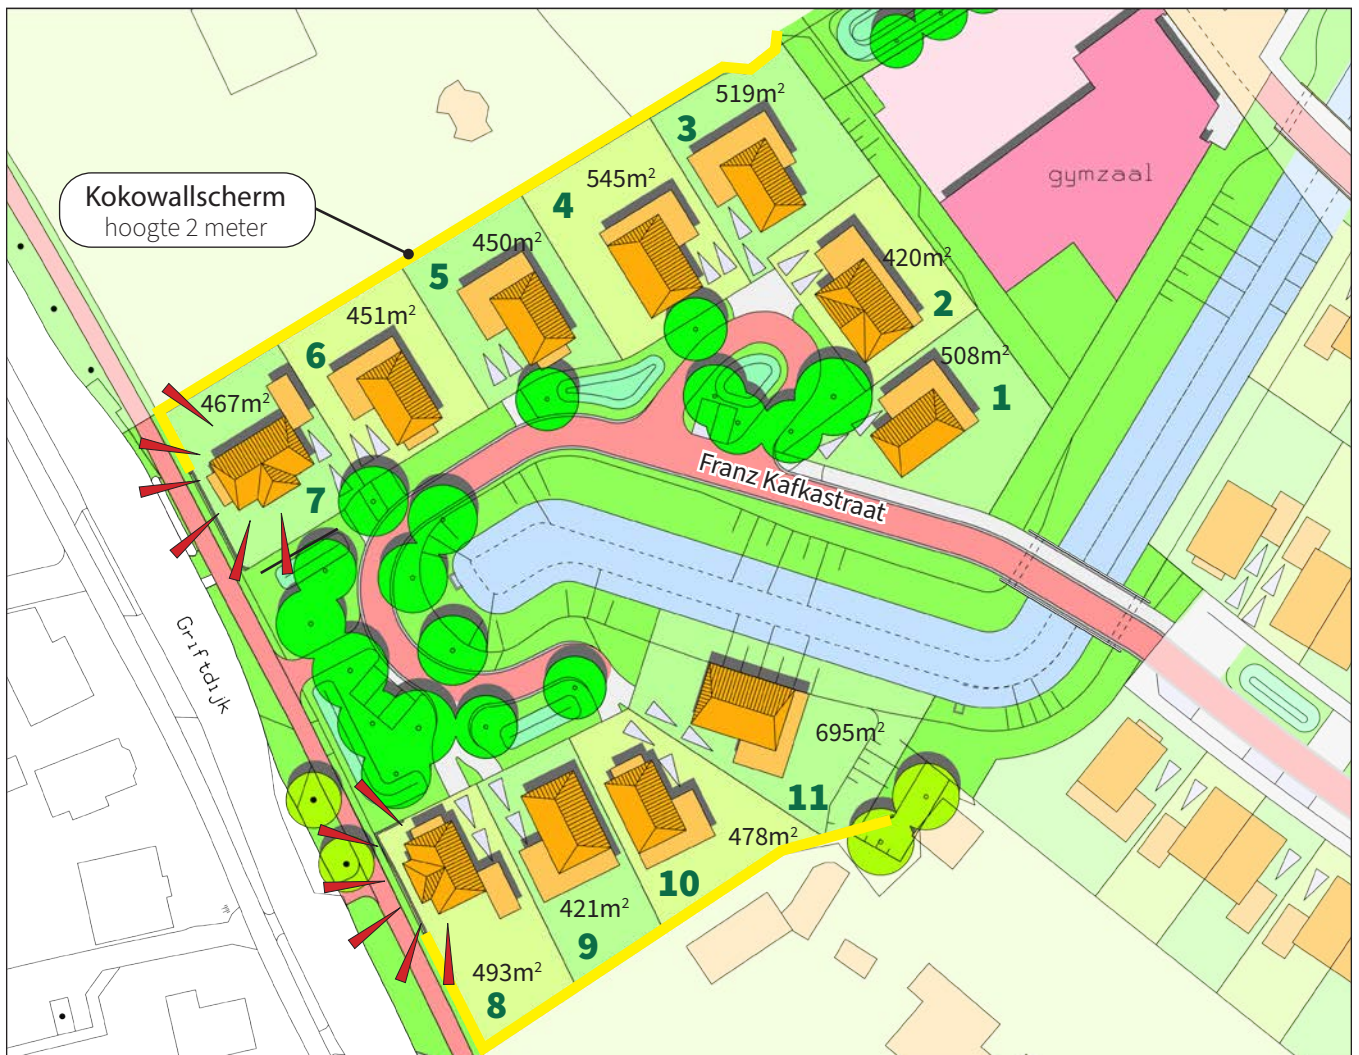 519m²
3
gymzaal
Kokowallscherm
hoogte 2 meter
545m²
4
450m²
5
420m²
2
451m²
6
508m²
1
467m²
7
Franz Kafkastraat
Griftdijk
695m²
11
478m²
10
421m²
9
493m²
8